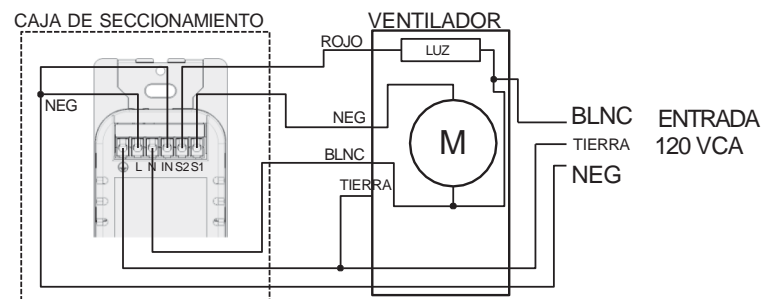 CAJA DE SECCIONAMIENTO
VENTILADOR
ROJO
LUZ
NEG
NEG
M
BLNC
TIERRA
L N IN S2 S1
BLNC
TIERRA
NEG
ENTRADA
120 VCA